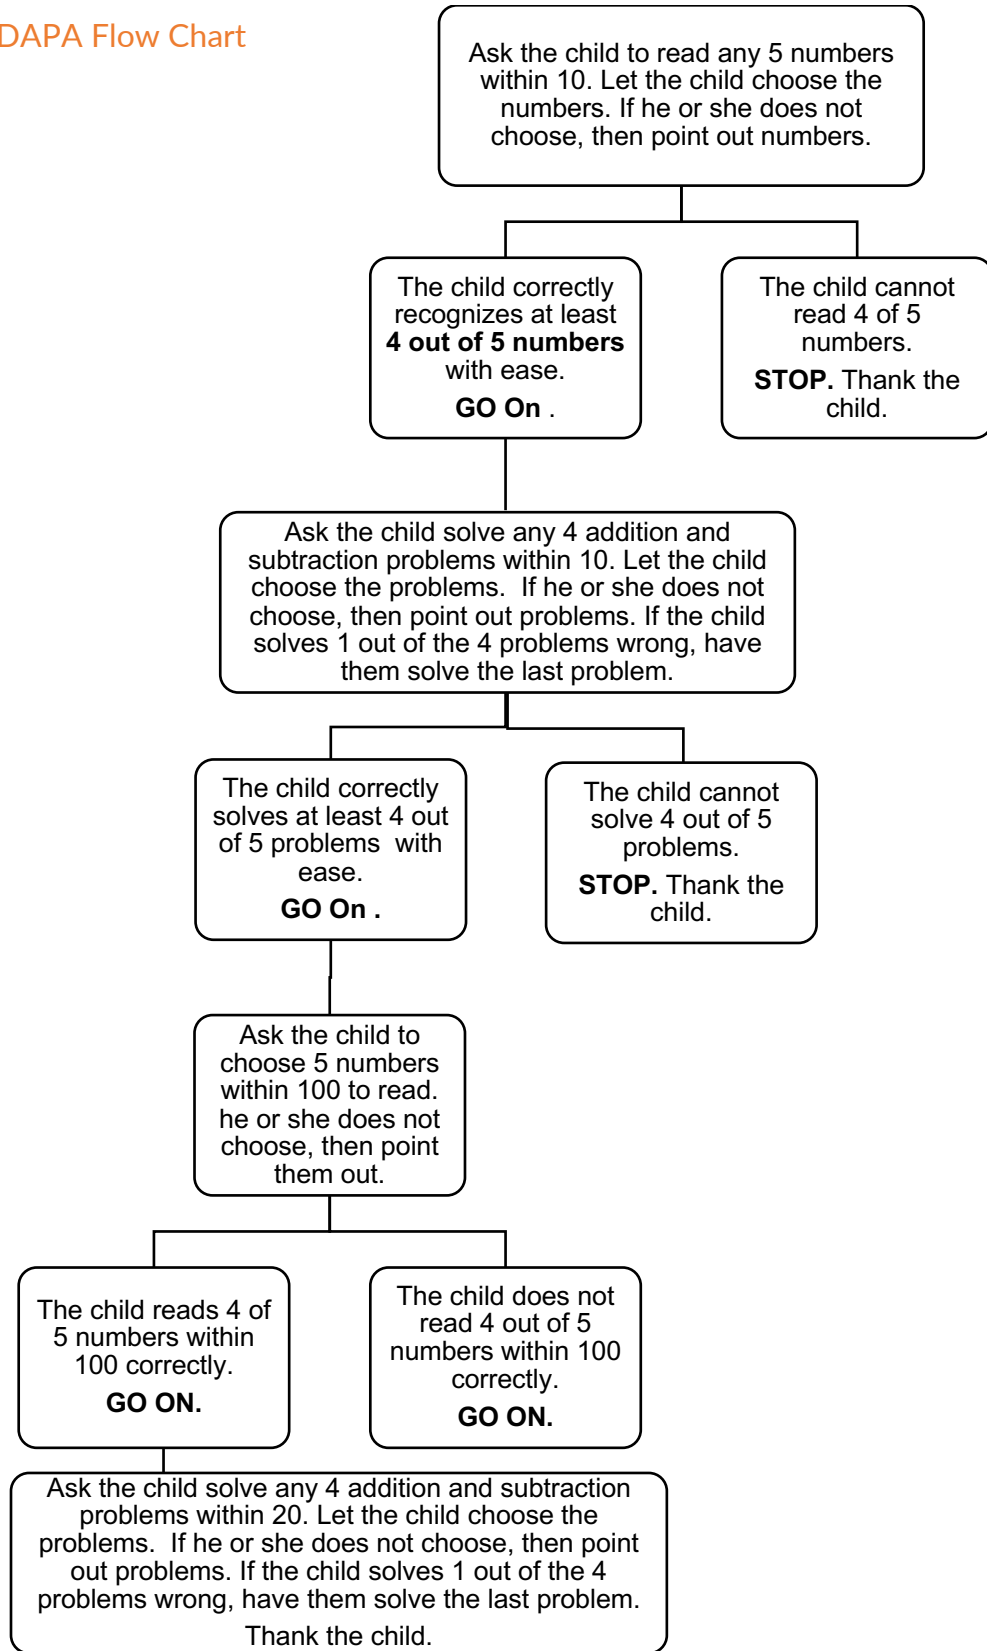 DAPA Flow Chart
Ask the child to read any 5 numbers
within 10. Let the child choose the
numbers. If he or she does not
choose, then point out numbers.
The child correctly
recognizes at least
4 out of 5 numbers
with ease.
GO On .
The child cannot
read 4 of 5
numbers.
STOP. Thank the
child.
Ask the child solve any 4 addition and
subtraction problems within 10. Let the child
choose the problems.  If he or she does not
choose, then point out problems. If the child
solves 1 out of the 4 problems wrong, have
them solve the last problem.
The child correctly
solves at least 4 out
of 5 problems  with
ease.
GO On .
The child cannot
solve 4 out of 5
problems.
STOP. Thank the
child.
Ask the child to
choose 5 numbers
within 100 to read.
he or she does not
choose, then point
them out.
The child reads 4 of
5 numbers within
100 correctly.
GO ON.
The child does not
read 4 out of 5
numbers within 100
correctly.
GO ON.
Ask the child solve any 4 addition and subtraction
problems within 20. Let the child choose the
problems.  If he or she does not choose, then point
out problems. If the child solves 1 out of the 4
problems wrong, have them solve the last problem.
Thank the child.